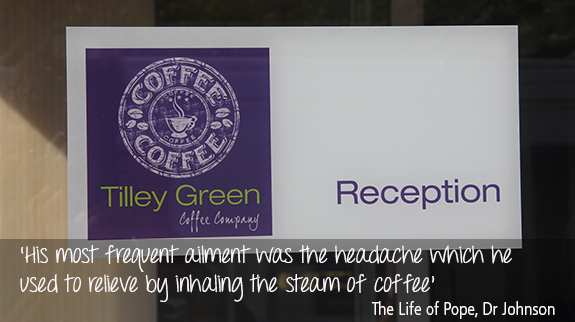 COFFEE
COFFEE
COFFEE
Tilley Green
Coffee Company
Reception
'His most frequent ailment was the headache which he
used to relieve by inhaling the steam of coffee'
The Life of Pope, Dr Johnson